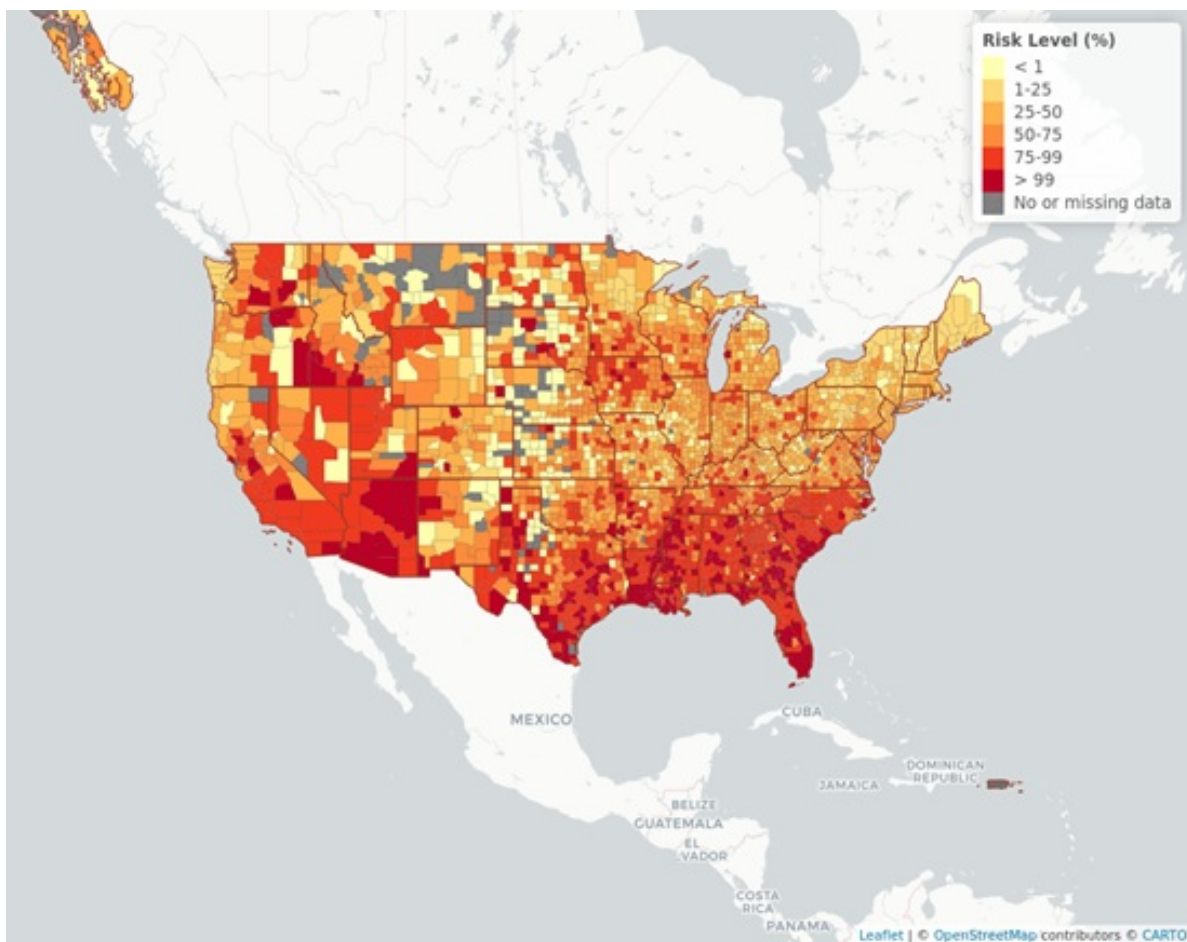 Risk Level (%)
< 1
1-25
25-50
50-75
75-99
> 99
No or missing data
MEXICO
CUBA
DOMINICAN
REPUBLIC
JAMAICA
BELIZE
GUATEMALA
EL
.VADOR
COSTA
RICA
PANAMA
Leaflet | © OpenStreetMap contributors © CARTO